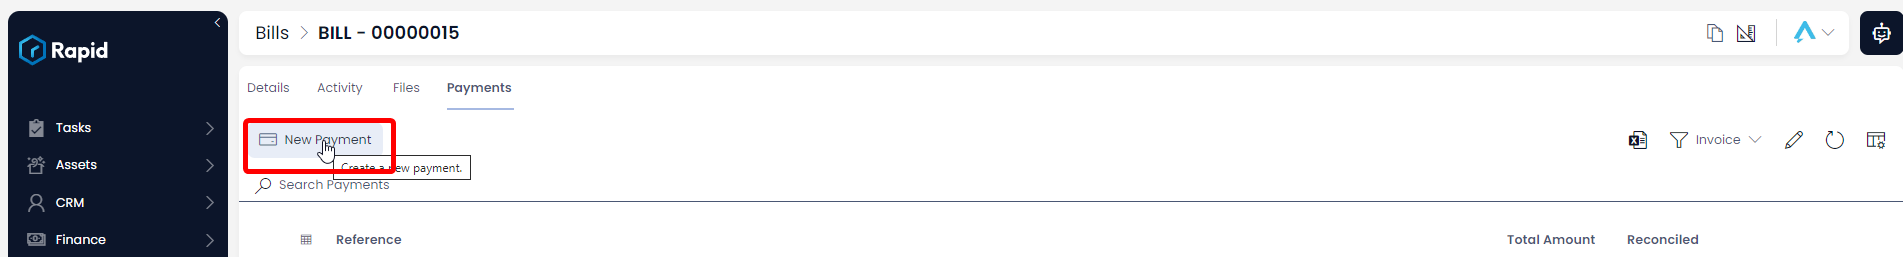 Rapid
Bills > BILL - 00000015
Details Activity Files Payments
Tasks
New Payment
Invoice
Assets
Create a new payment.
Search Payments
CRM
Finance
Reference Total Amount Reconciled